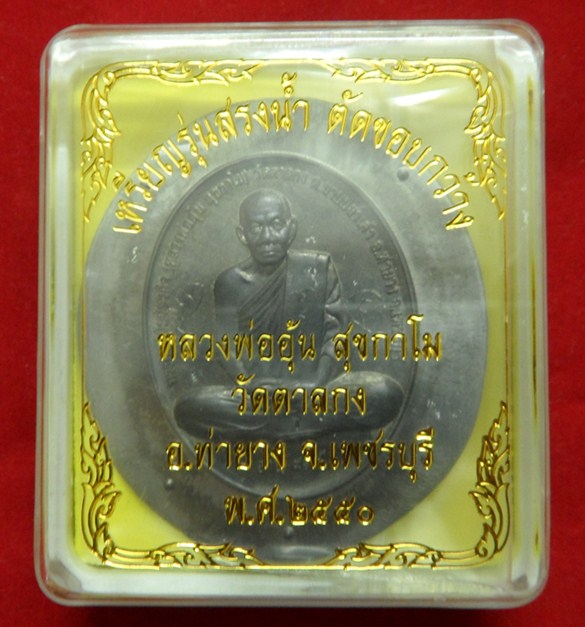 เหรียญรุ่นสรงน้ำ ตัดขอบกว้าง
หลวงพ่ออุ้น สุขกาโม
วัดตาลกง
อ.ท่ายาง จ.เพชรบุรี
พ.ศ.๒๕๕๐